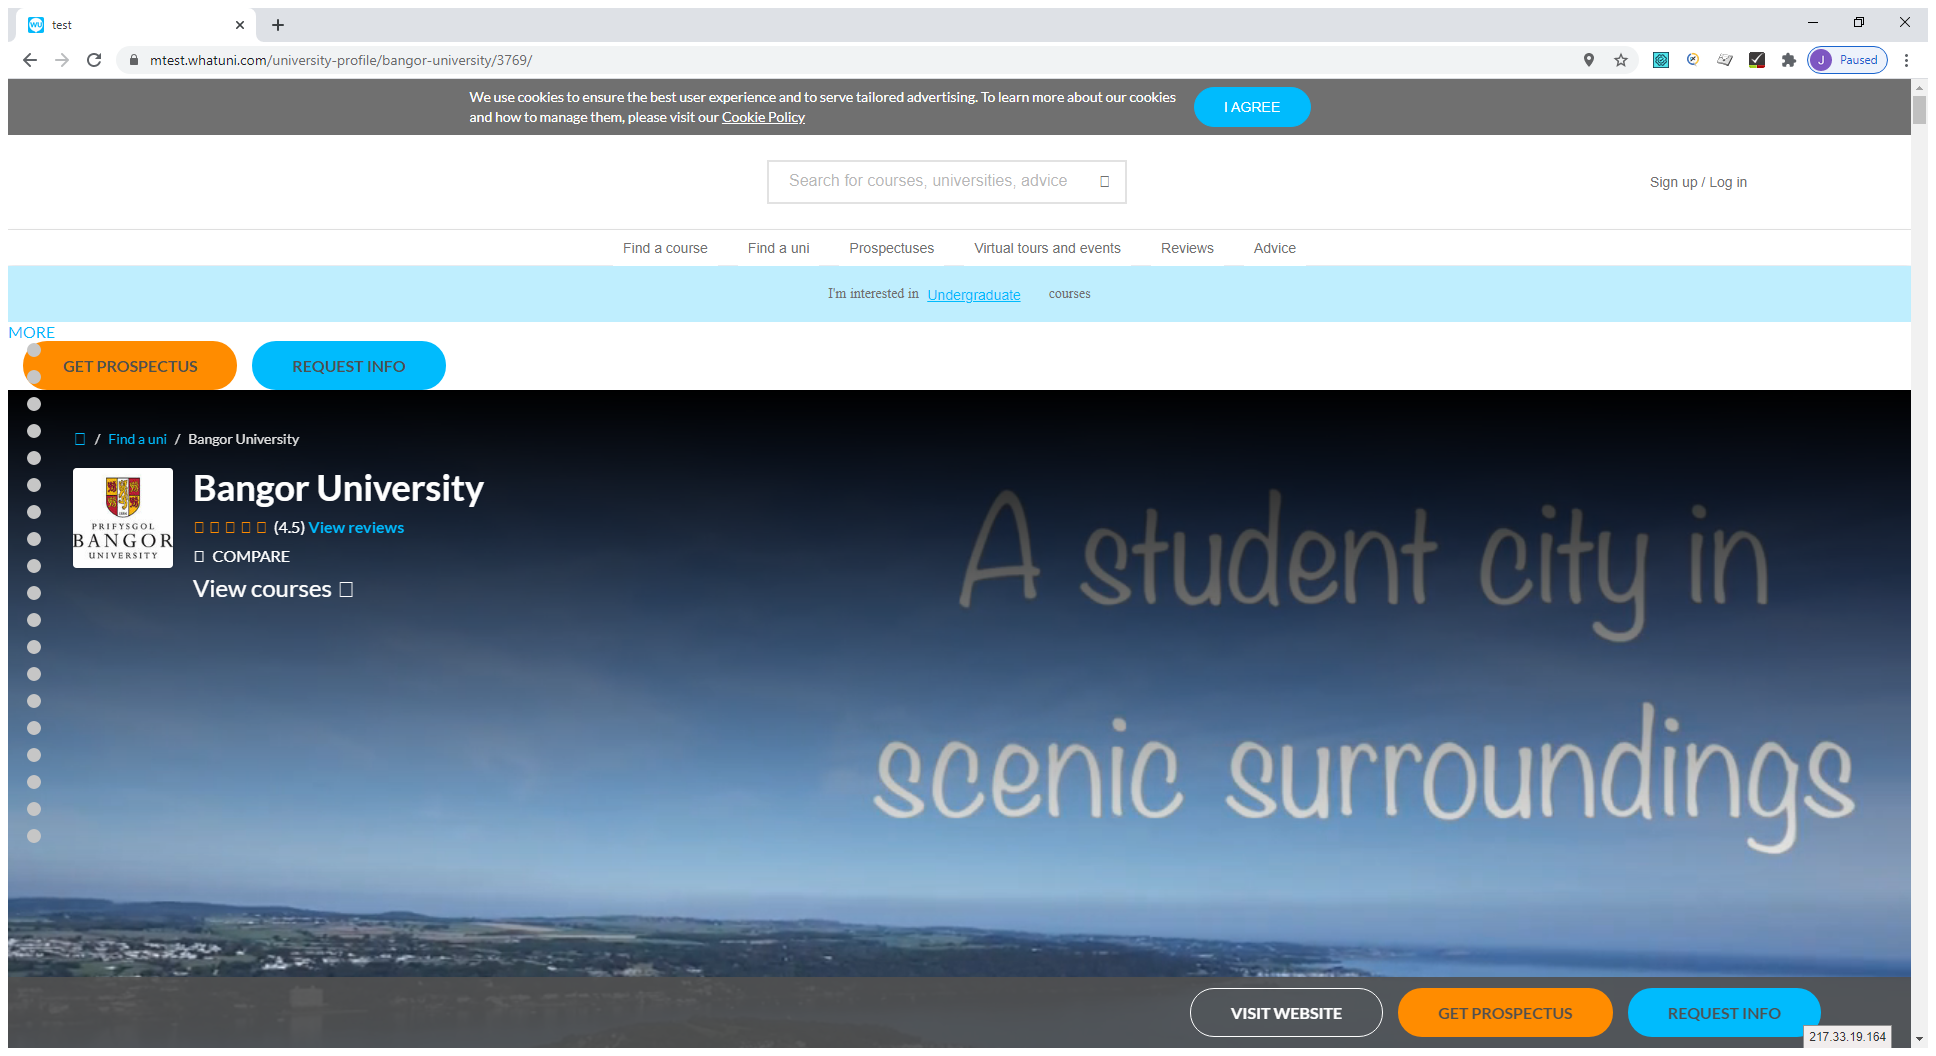 test
mtest.whatuni.com/university-profile/bangor-university/3769/
J Paused
We use cookies to ensure the best user experience and to serve tailored advertising. To learn more about our cookies
and how to manage them, please visit our Cookie Policy
I AGREE
Search for courses, universities, advice
Sign up / Log in
Find a course Find a uni Prospectuses Virtual tours and events Reviews Advice
I'm interested in Undergraduate courses
MORE
GET PROSPECTUS REQUEST INFO
/ Find a uni / Bangor University
PRIFYSGOL
BANGOR
UNIVERSITY
Bangor University
(4.5) View reviews
COMPARE
View courses
A student city in
scenic surroundings
VISIT WEBSITE GET PROSPECTUS REQUEST INFO
217.33.19.164